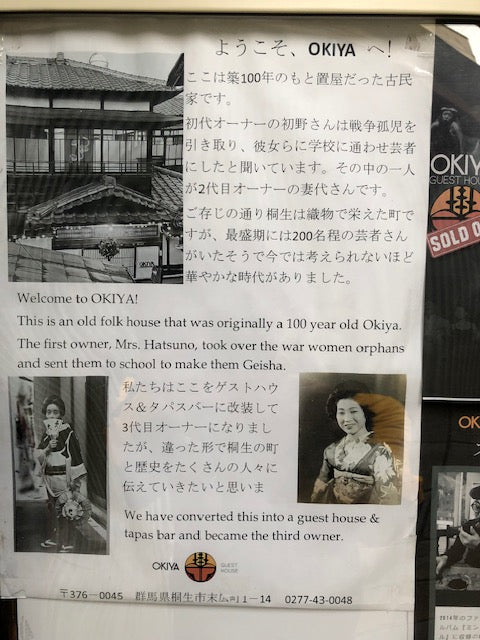 ようこそ、OKIYA へ!
ここは築100年のもと置屋だった古民
家です。
初代オーナーの初野さんは戦争孤児を
引き取り、彼女らに学校に通わせ芸者
にしたと聞いています。その中の一人
が2代目オーナーの妻代さんです。
ご存じの通り桐生は織物で栄えた町で
すが、最盛期には200名程の芸者さん
がいたそうで今では考えられないほど
華やかな時代がありました。
Welcome to OKIYA!
This is an old folk house that was originally a 100 year old Okiya.
The first owner, Mrs. Hatsuno, took over the war women orphans
and sent them to school to make them Geisha.
私たちはここをゲストハウ
ス&タパスバーに改装して
3代目オーナーになりまし
たが、違った形で桐生の町
と歴史をたくさんの人々に
伝えていきたいと思いま
We have converted this into a guest house &
tapas bar and became the third owner.
OKIYA GUEST HOUSE
〒376-0045 群馬県桐生市末広町11-14 0277-43-0048
SOLD